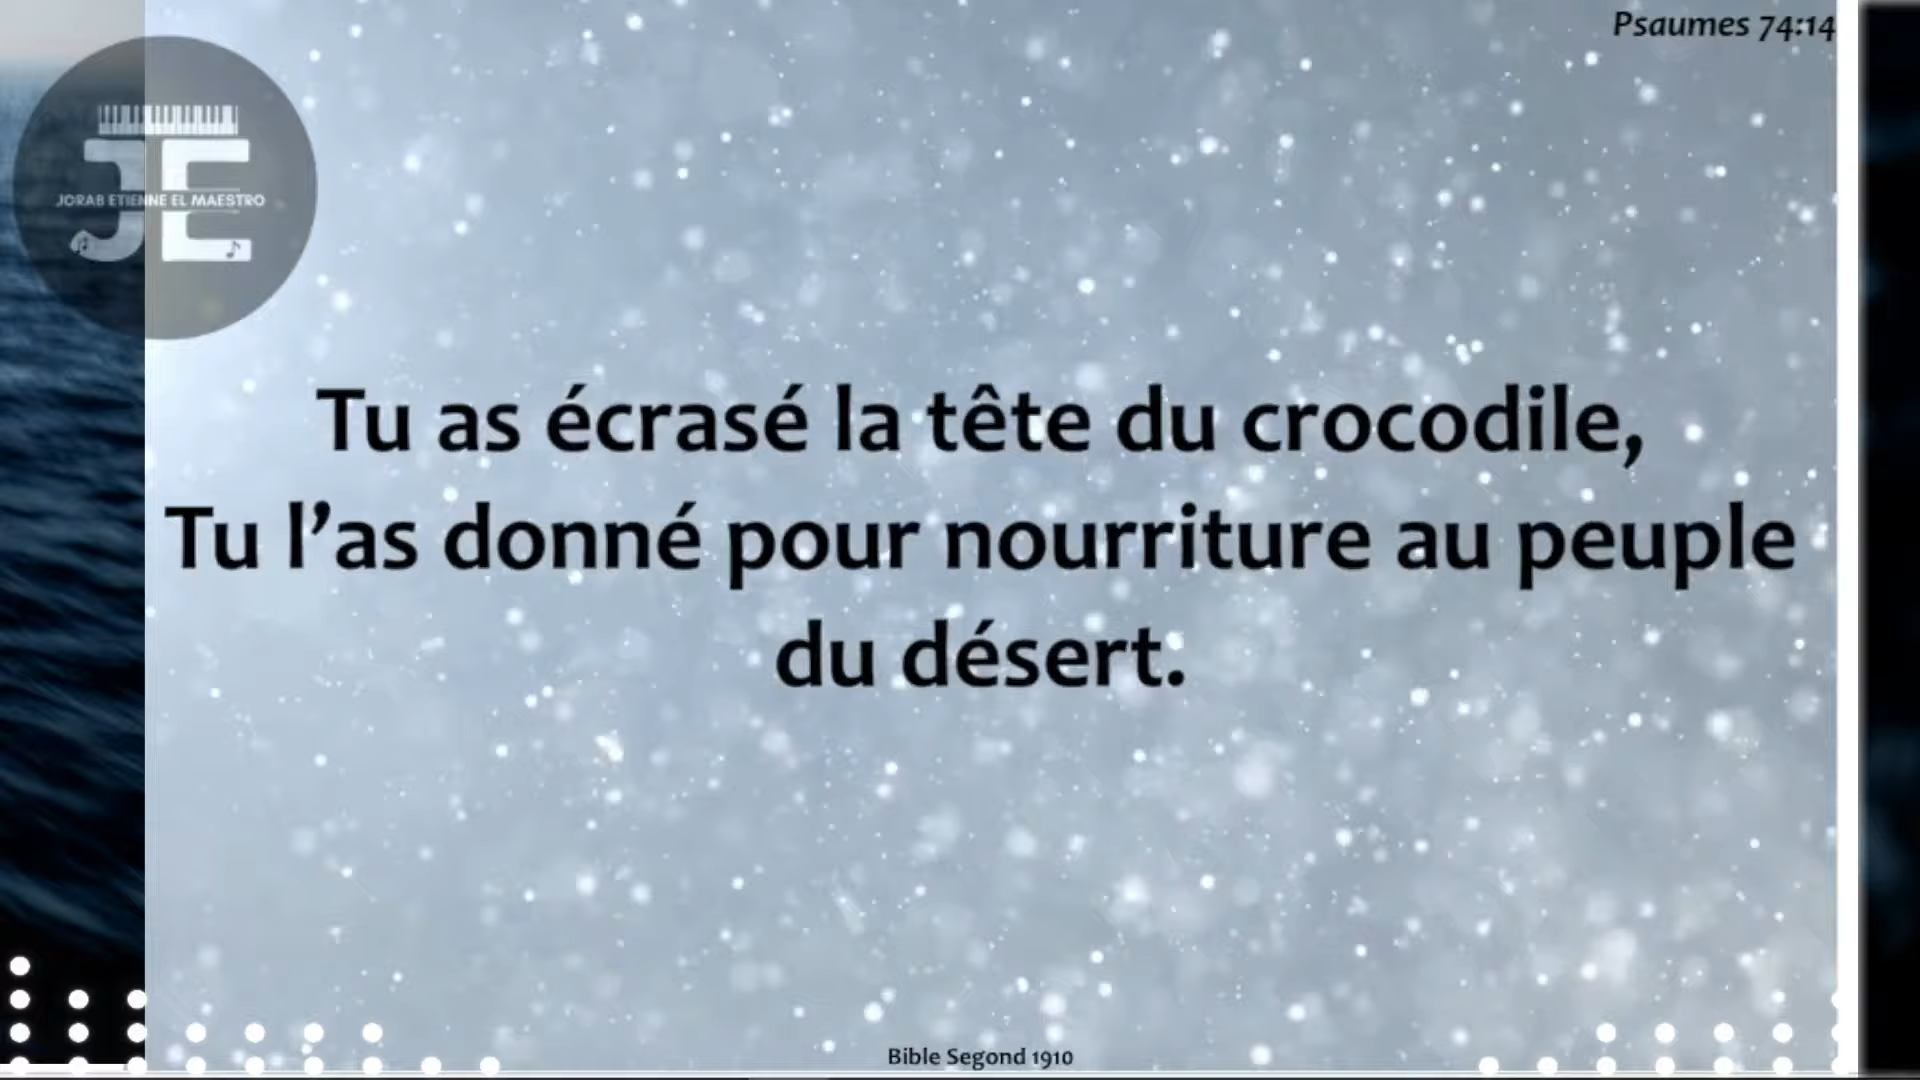 Psaumes 74:14
JE
JORAB ETIENNE EL MAESTRO
Tu as écrasé la tête du crocodile,
Tu l’as donné pour nourriture au peuple
du désert.
Bible Segond 1910